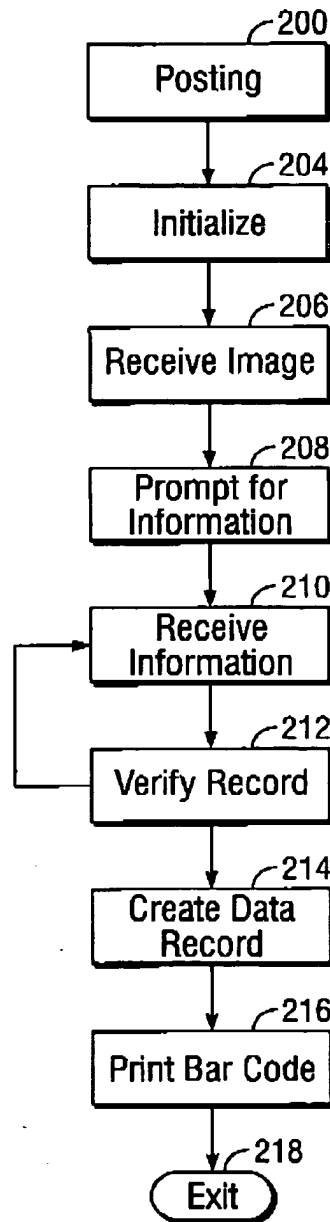 200
Posting
204
Initialize
206
Receive Image
208
Prompt for
Information
210
Receive
Information
212
Verify Record
214
Create Data
Record
216
Print Bar Code
218
Exit